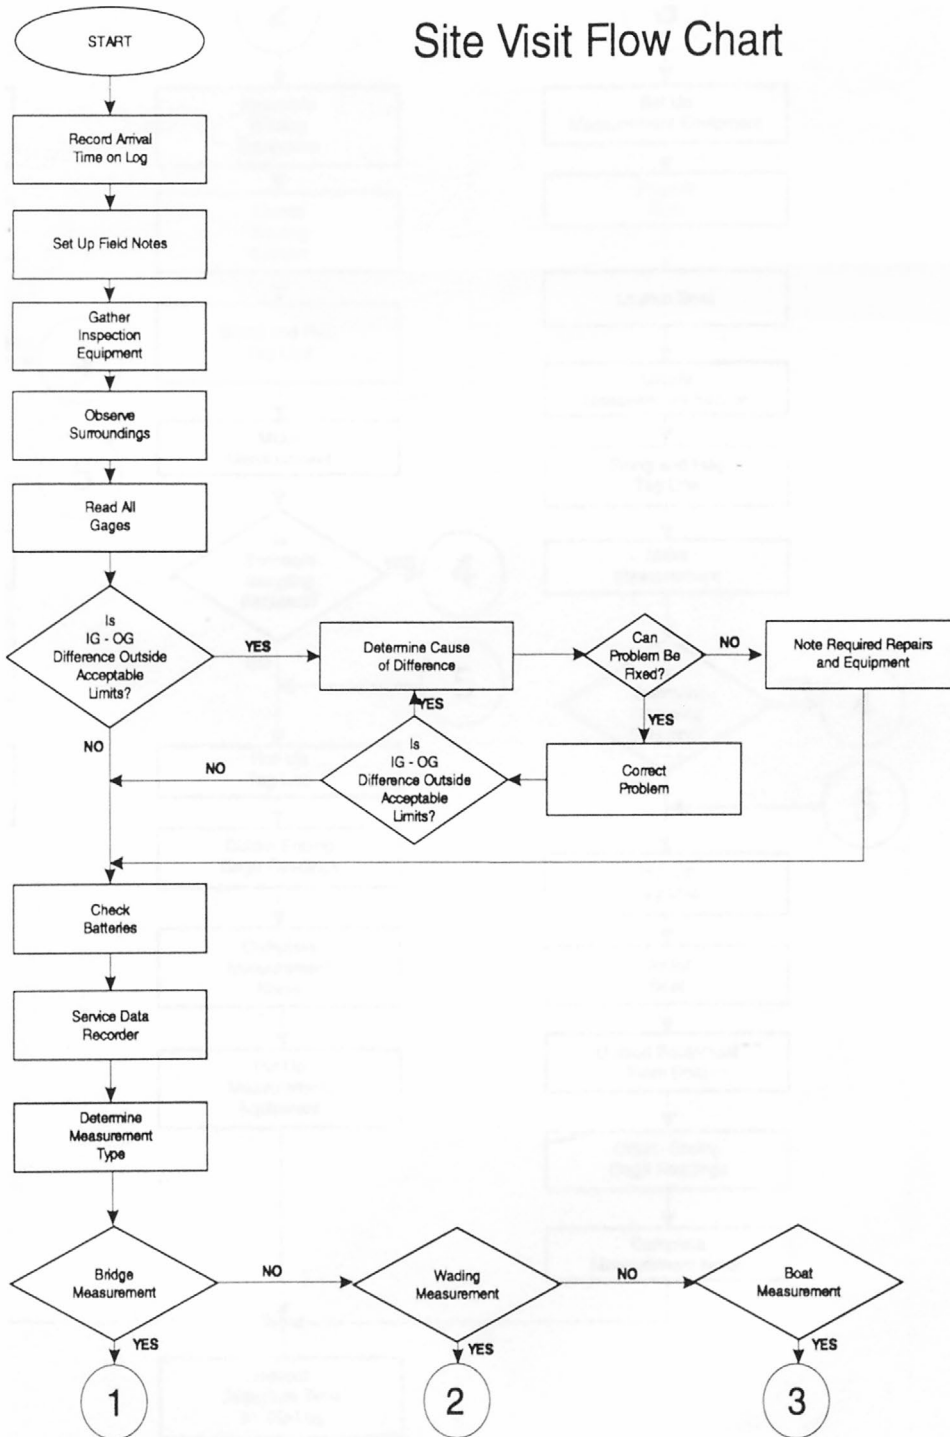 Site Visit Flow Chart
START
Record Arrival
Time on Log
Set Up Field Notes
Gather
Inspection
Equipment
Observe
Surroundings
Read All
Gages
Is
IG - OG
Difference Outside
Acceptable
Limits?
YES
Determine Cause
of Difference
Can
Problem Be
Fixed?
NO
Note Required Repairs
and Equipment
YES
YES
NO
Is
IG - OG
Difference Outside
Acceptable
Limits?
NO
Correct
Problem
Check
Batteries
Service Data
Recorder
Determine
Measurement
Type
Bridge
Measurement
NO
Wading
Measurement
NO
Boat
Measurement
YES
YES
YES
1
2
3